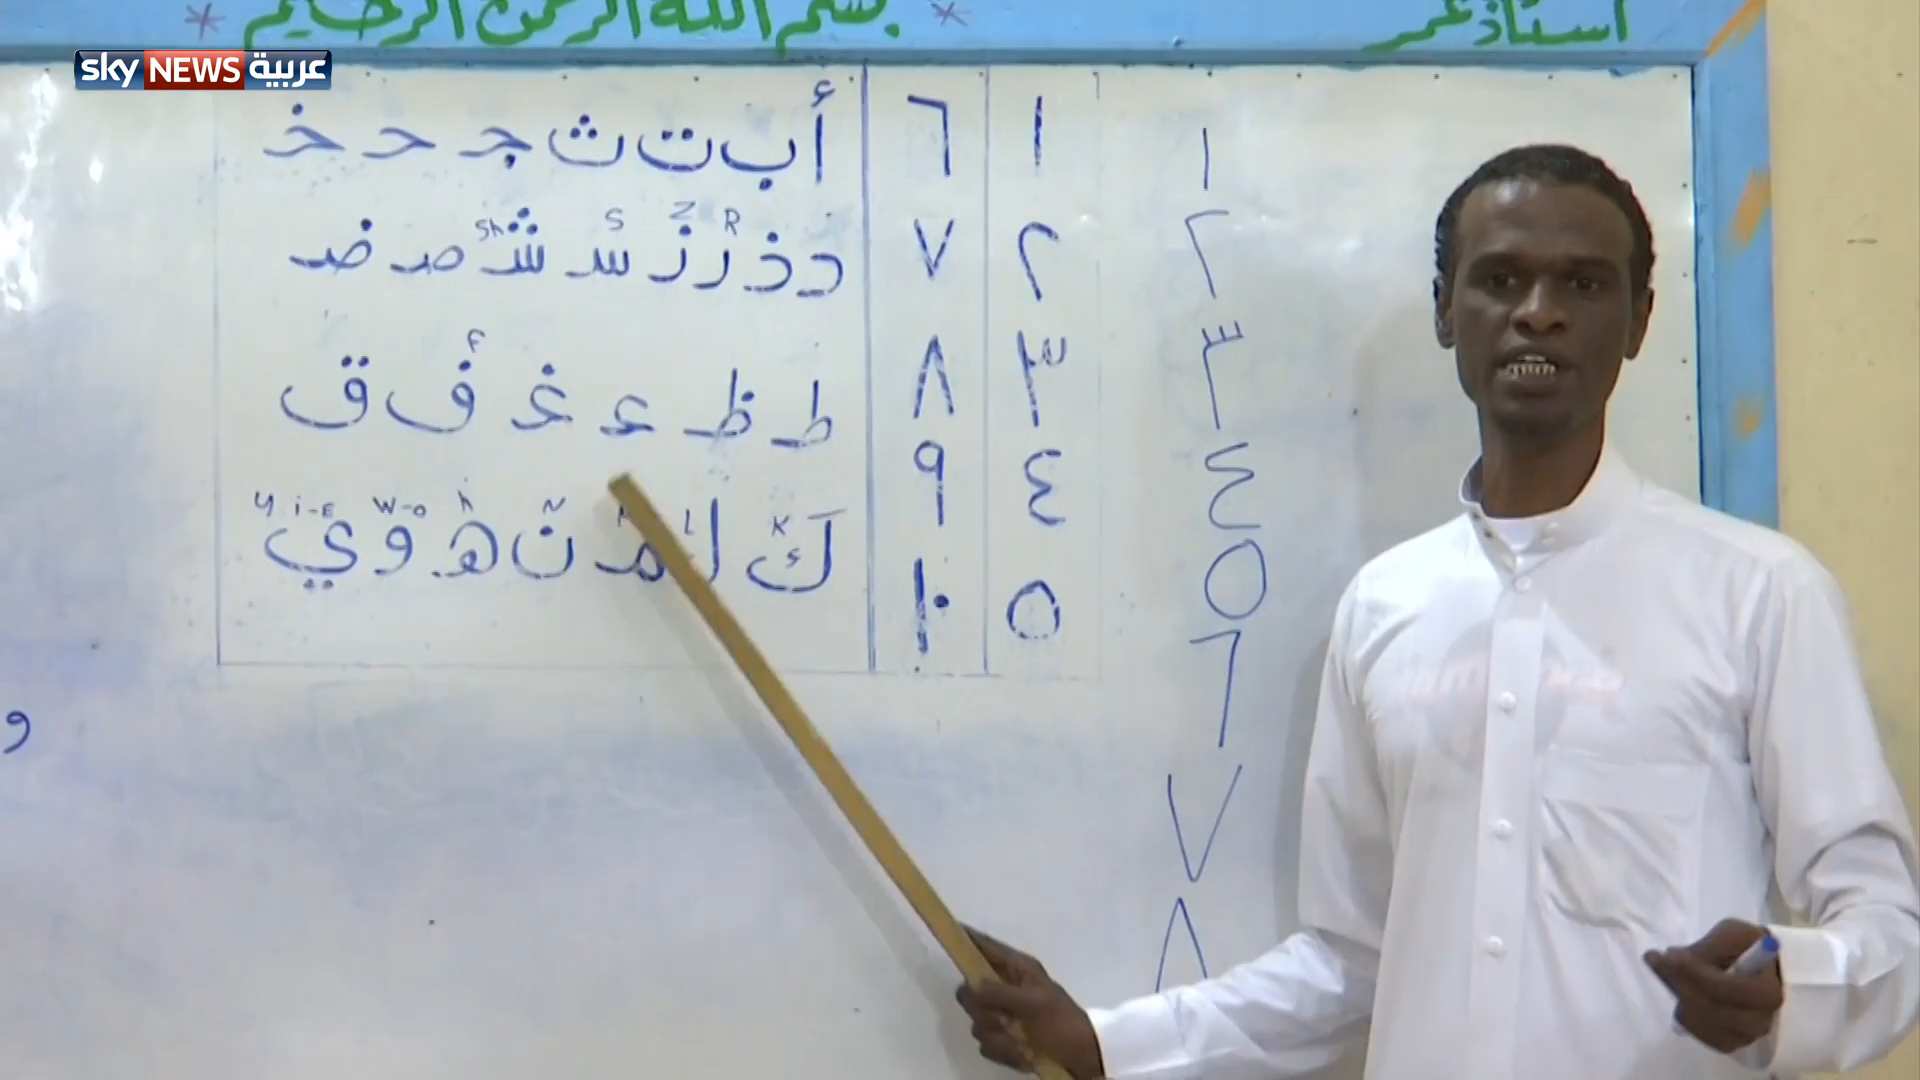 * بسم الله الرحمن الرحيم *
أستاذ عمر
sky NEWS عربية
أ ب ت ث ج ح خ
R Z S Sh
د ذ ر ز س ش ص ض
ط ظ ع غ ف ق
K L N h W-o i-E y
ك ل م ن ه و ي
١ ٦
٢ ٧
٣ ٨
٤ ٩
٥ ١٠
١
٢
٣
٤
٥
٦
٧
٨
و